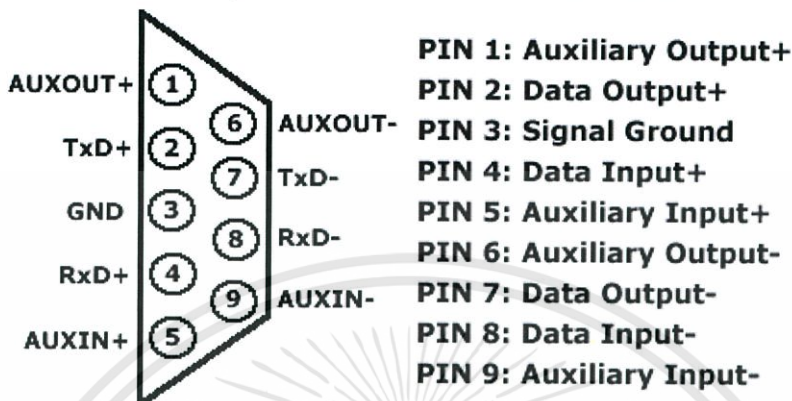 AUXOUT+ 1
6 AUXOUT-
TxD+ 2
7 TxD-
GND 3
8 RxD-
RxD+ 4
9 AUXIN-
AUXIN+ 5
PIN 1: Auxiliary Output+
PIN 2: Data Output+
PIN 3: Signal Ground
PIN 4: Data Input+
PIN 5: Auxiliary Input+
PIN 6: Auxiliary Output-
PIN 7: Data Output-
PIN 8: Data Input-
PIN 9: Auxiliary Input-